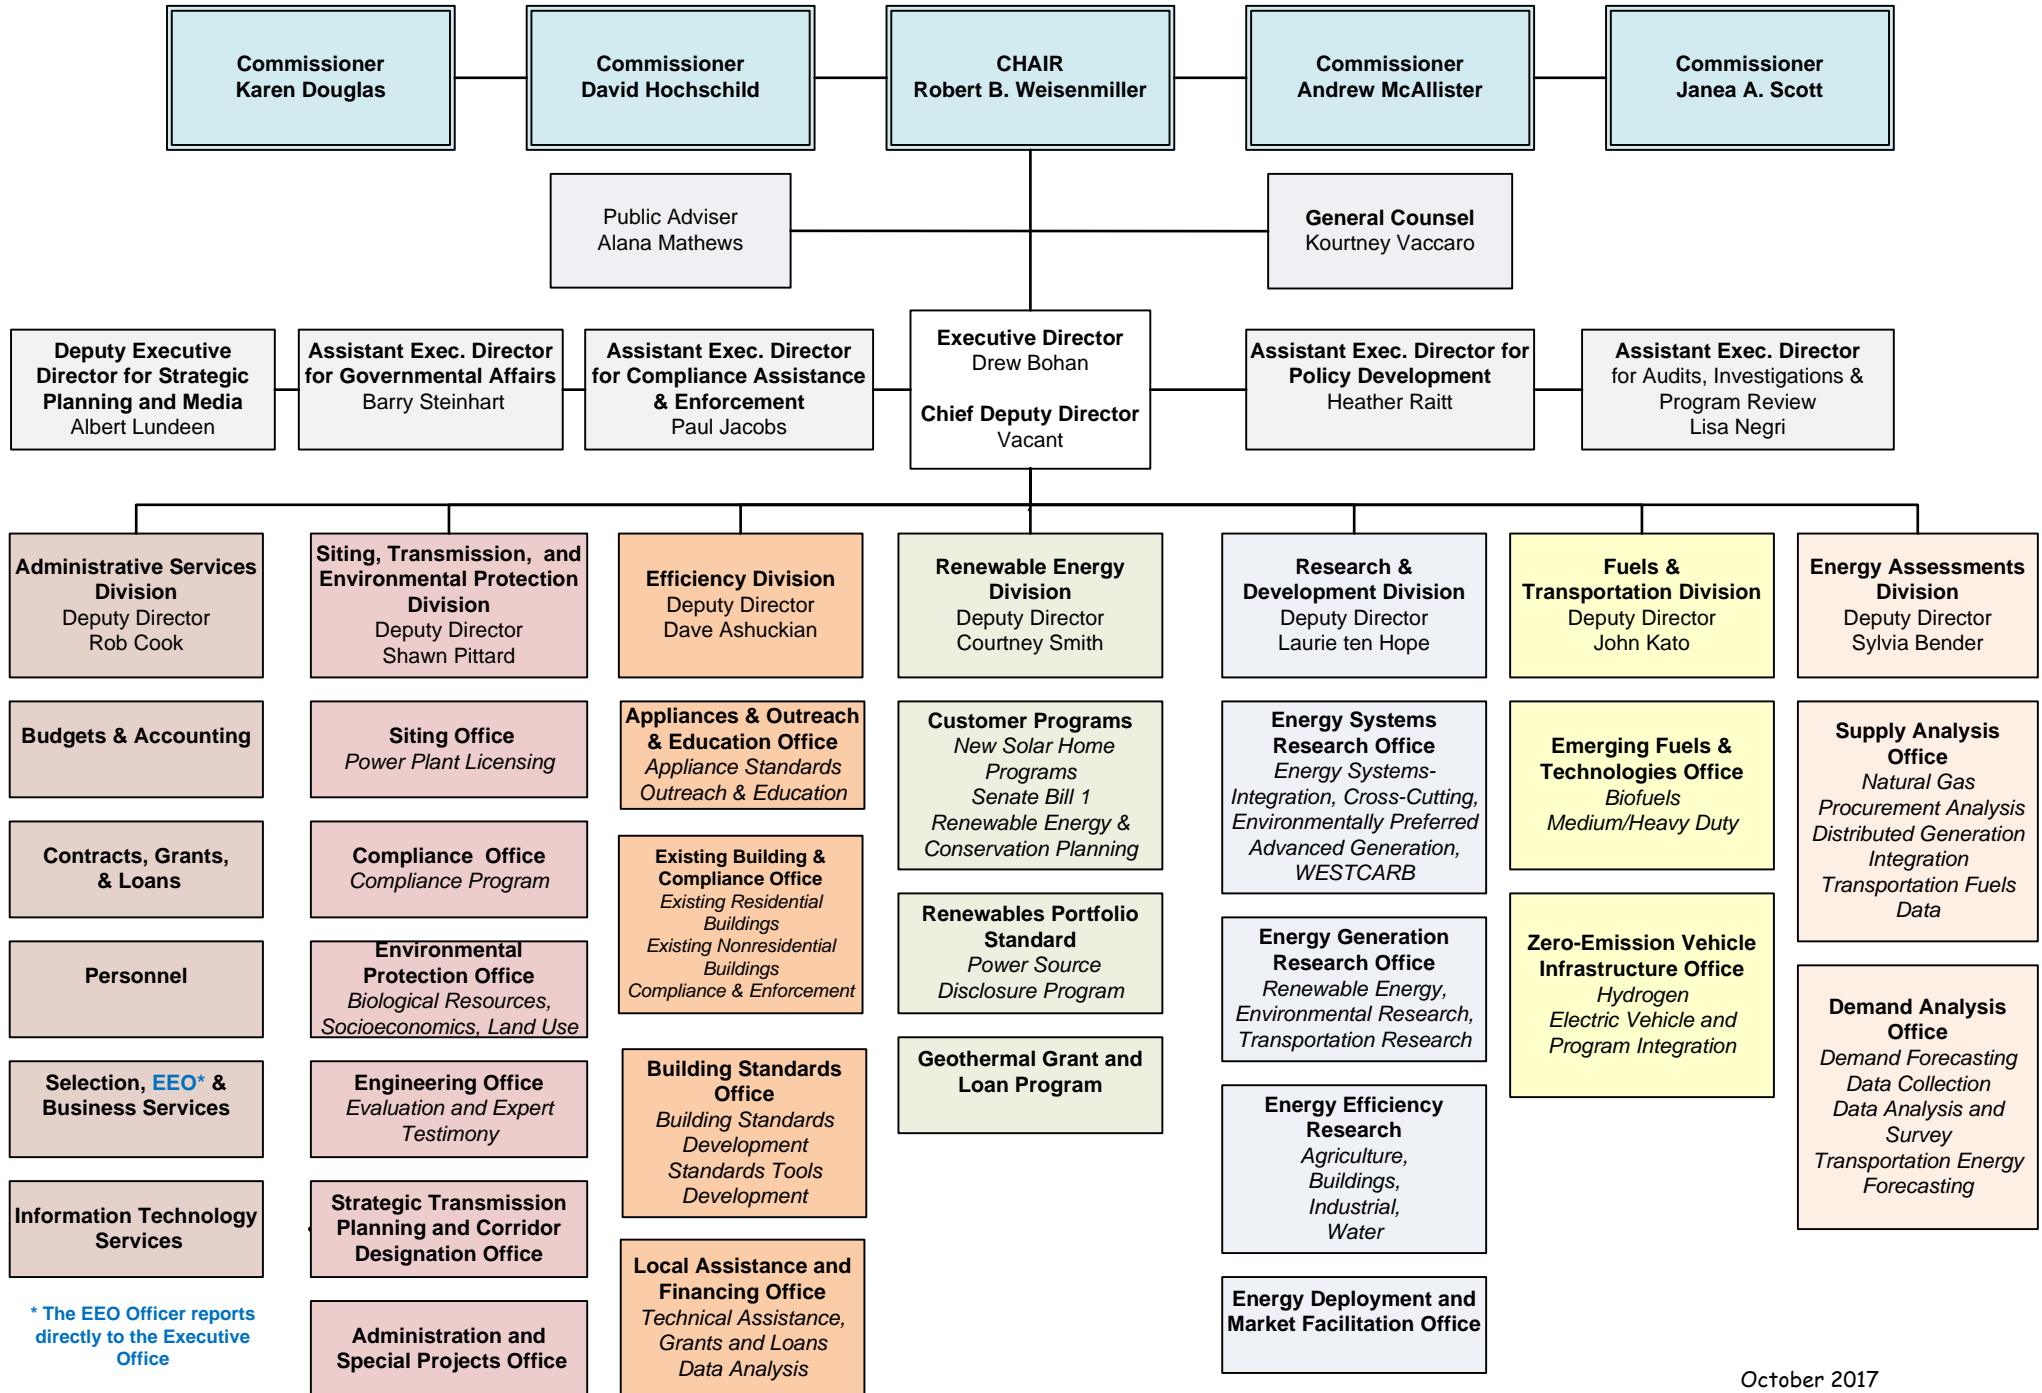 Commissioner
Karen Douglas
Commissioner
David Hochschild
CHAIR
Robert B. Weisenmiller
Commissioner
Andrew McAllister
Commissioner
Janea A. Scott
Public Adviser
Alana Mathews
General Counsel
Kourtney Vaccaro
Deputy Executive
Director for Strategic
Planning and Media
Albert Lundeen
Assistant Exec. Director
for Governmental Affairs
Barry Steinhart
Assistant Exec. Director
for Compliance Assistance
& Enforcement
Paul Jacobs
Executive Director
Drew Bohan
Chief Deputy Director
Vacant
Assistant Exec. Director for
Policy Development
Heather Raitt
Assistant Exec. Director
for Audits, Investigations &
Program Review
Lisa Negri
Administrative Services
Division
Deputy Director
Rob Cook
Budgets & Accounting
Contracts, Grants,
& Loans
Personnel
Selection, EEO* &
Business Services
Information Technology
Services
* The EEO Officer reports
directly to the Executive
Office
Siting, Transmission, and
Environmental Protection
Division
Deputy Director
Shawn Pittard
Siting Office
Power Plant Licensing
Compliance Office
Compliance Program
Environmental
Protection Office
Biological Resources,
Socioeconomics, Land Use
Engineering Office
Evaluation and Expert
Testimony
Strategic Transmission
Planning and Corridor
Designation Office
Administration and
Special Projects Office
Efficiency Division
Deputy Director
Dave Ashuckian
Appliances & Outreach
& Education Office
Appliance Standards
Outreach & Education
Existing Building &
Compliance Office
Existing Residential
Buildings
Existing Nonresidential
Buildings
Compliance & Enforcement
Building Standards
Office
Building Standards
Development
Standards Tools
Development
Local Assistance and
Financing Office
Technical Assistance,
Grants and Loans
Data Analysis
Renewable Energy
Division
Deputy Director
Courtney Smith
Customer Programs
New Solar Home
Programs
Senate Bill 1
Renewable Energy &
Conservation Planning
Renewables Portfolio
Standard
Power Source
Disclosure Program
Geothermal Grant and
Loan Program
Research &
Development Division
Deputy Director
Laurie ten Hope
Energy Systems
Research Office
Energy Systems-
Integration, Cross-Cutting,
Environmentally Preferred
Advanced Generation,
WESTCARB
Energy Generation
Research Office
Renewable Energy,
Environmental Research,
Transportation Research
Energy Efficiency
Research
Agriculture,
Buildings,
Industrial,
Water
Energy Deployment and
Market Facilitation Office
Fuels &
Transportation Division
Deputy Director
John Kato
Emerging Fuels &
Technologies Office
Biofuels
Medium/Heavy Duty
Zero-Emission Vehicle
Infrastructure Office
Hydrogen
Electric Vehicle and
Program Integration
Energy Assessments
Division
Deputy Director
Sylvia Bender
Supply Analysis
Office
Natural Gas
Procurement Analysis
Distributed Generation
Integration
Transportation Fuels
Data
Demand Analysis
Office
Demand Forecasting
Data Collection
Data Analysis and
Survey
Transportation Energy
Forecasting
October 2017